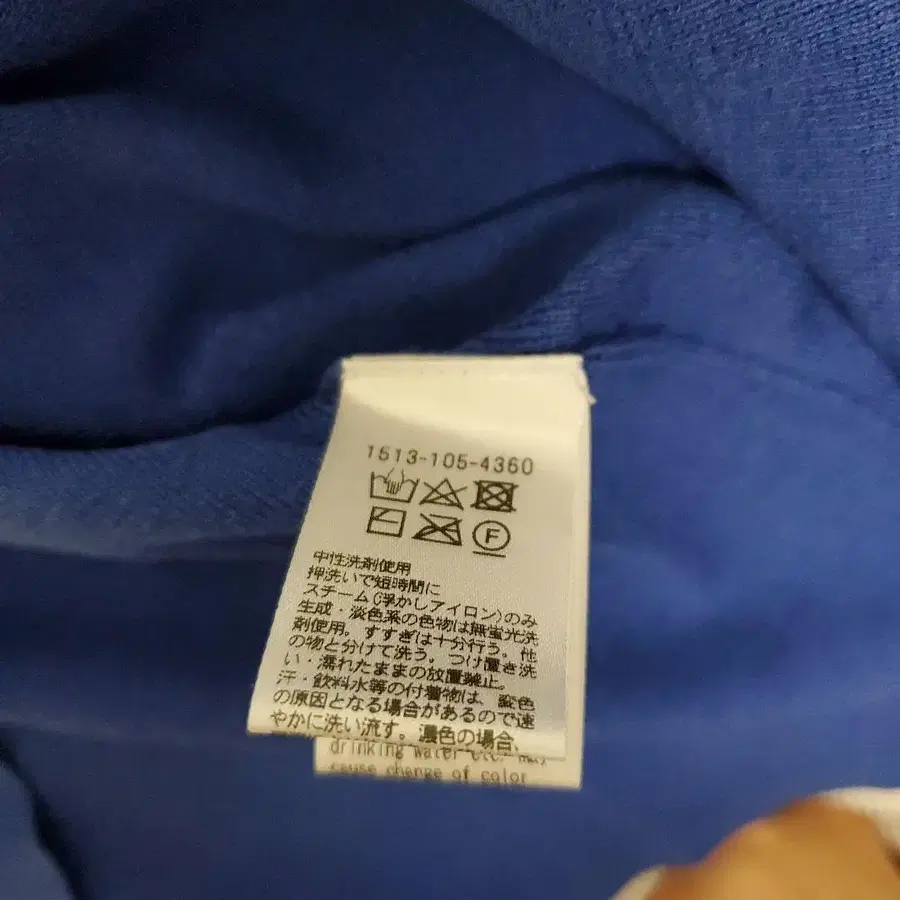 1513-105-4360
F
中性洗剤使用
押洗いで短時間に
スチーム(浮かしアイロン)のみ
生成・淡色系の色物は無蛍光洗
剤使用。すすぎは十分行う。他
の物と分けて洗う。つけ置き洗
い・濡れたままの放置禁止。
汗・飲料水等の付着物は、変色
の原因となる場合があるので速
やかに洗い流す。濃色の場合、
drinking water etc. may
cause change of color